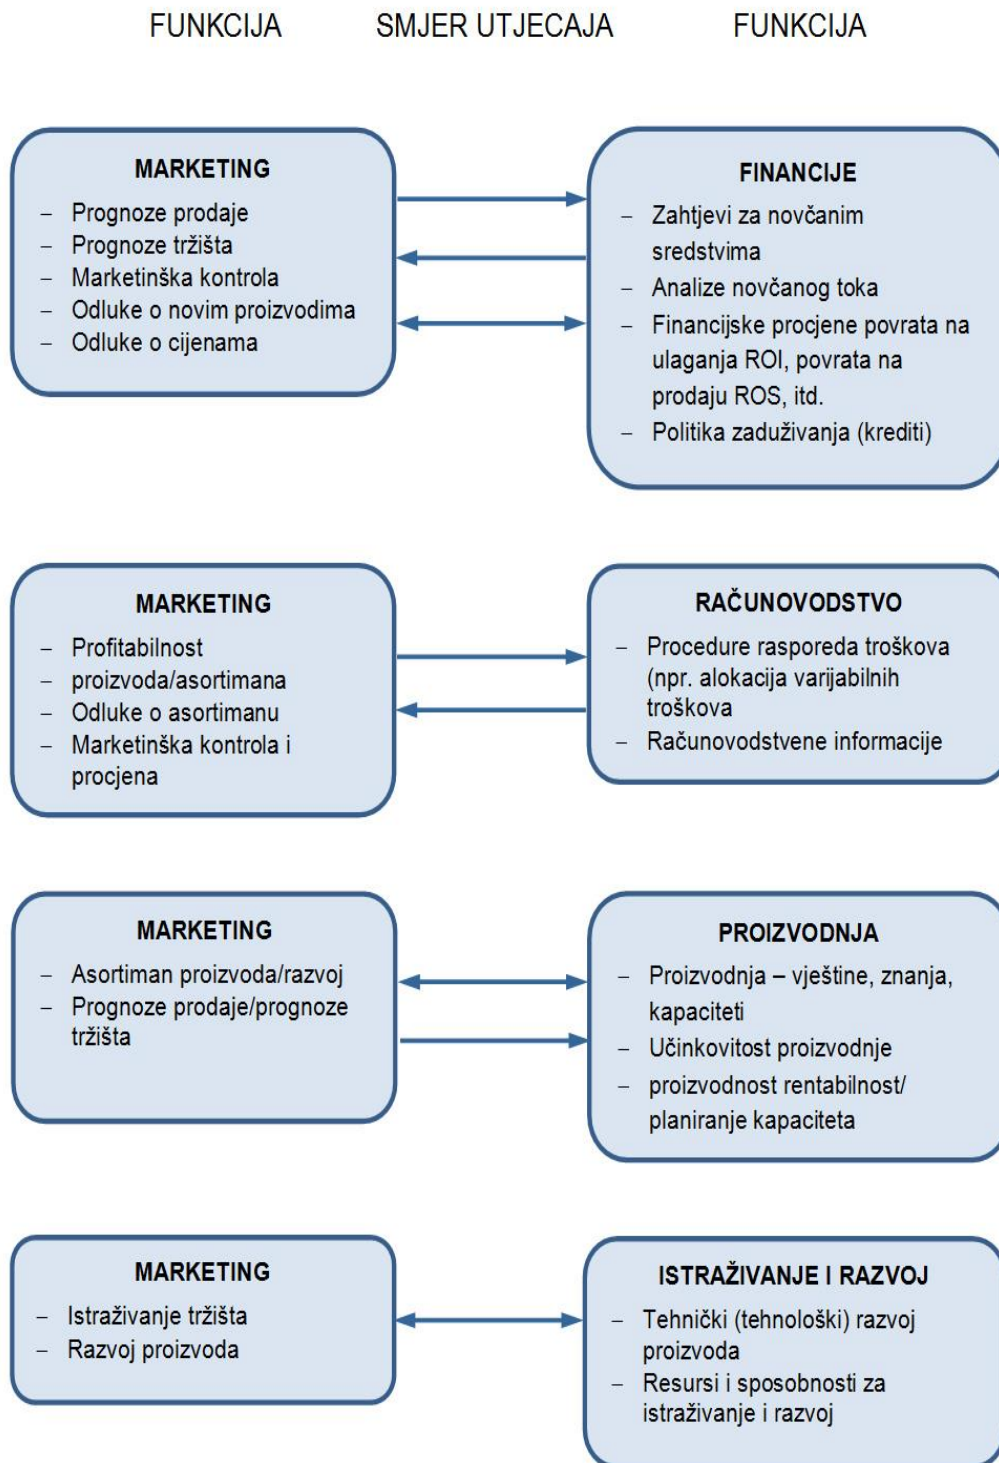 FUNKCIJA SMJER UTJECAJA FUNKCIJA
MARKETING
– Prognoze prodaje
– Prognoze tržišta
– Marketinška kontrola
– Odluke o novim proizvodima
– Odluke o cijenama
FINANCIJE
– Zahtjevi za novčanim
sredstvima
– Analize novčanog toka
– Financijske procjene povrata na
ulaganja ROI, povrata na
prodaju ROS, itd.
– Politika zaduživanja (krediti)
MARKETING
– Profitabilnost
– proizvoda/asortimana
– Odluke o asortimanu
– Marketinška kontrola i
procjena
RAČUNOVODSTVO
– Procedure rasporeda troškova
(npr. alokacija varijabilnih
troškova
– Računovodstvene informacije
MARKETING
– Asortiman proizvoda/razvoj
– Prognoze prodaje/prognoze
tržišta
PROIZVODNJA
– Proizvodnja – vještine, znanja,
kapaciteti
– Učinkovitost proizvodnje
– proizvodnost rentabilnost/
planiranje kapaciteta
MARKETING
– Istraživanje tržišta
– Razvoj proizvoda
ISTRAŽIVANJE I RAZVOJ
– Tehnički (tehnološki) razvoj
proizvoda
– Resursi i sposobnosti za
istraživanje i razvoj